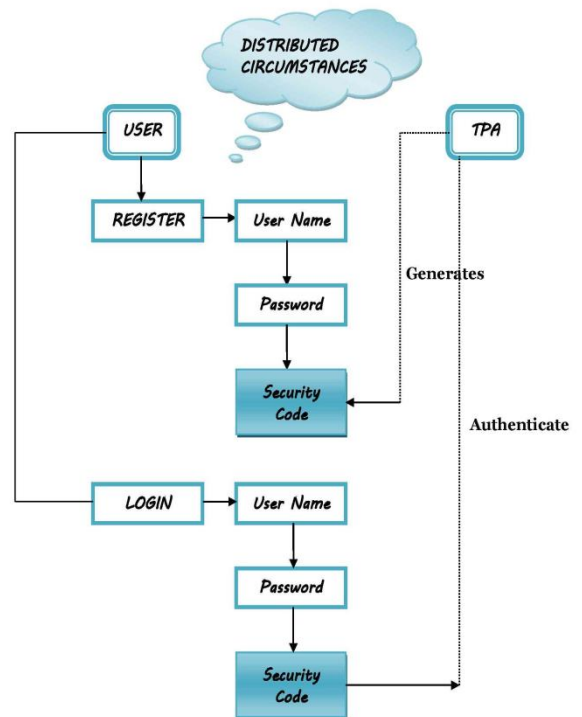 DISTRIBUTED
CIRCUMSTANCES
USER
TPA
REGISTER
User Name
Generates
Password
Security
Code
Authenticate
LOGIN
User Name
Password
Security
Code